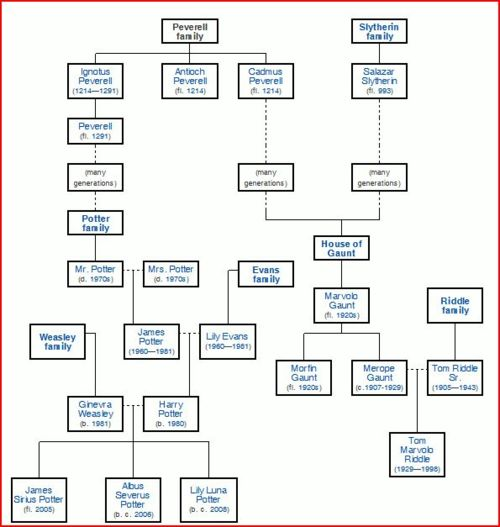 Peverell
family
Slytherin
family
Ignotus
Peverell
(1214—1291)
Antioch
Peverell
(fl. 1214)
Cadmus
Peverell
(fl. 1214)
Salazar
Slytherin
(fl. 993)
Peverell
(fl. 1291)
(many
generations)
(many
generations)
(many
generations)
Potter
family
House of
Gaunt
Mr. Potter
(d. 1970s)
Mrs. Potter
(d. 1970s)
Evans
family
Marvolo
Gaunt
(fl. 1920s)
Riddle
family
Weasley
family
James
Potter
(1960—1981)
Lily Evans
(1960—1981)
Morfin
Gaunt
(fl. 1920s)
Merope
Gaunt
(c.1907-1929)
Tom Riddle
Sr.
(1905—1943)
Ginevra
Weasley
(b. 1981)
Harry
Potter
(b. 1980)
Tom
Marvolo
Riddle
(1929—1998)
James
Sirius Potter
(fl. 2005)
Albus
Severus
Potter
(b. c. 2006)
Lily Luna
Potter
(b. c. 2008)